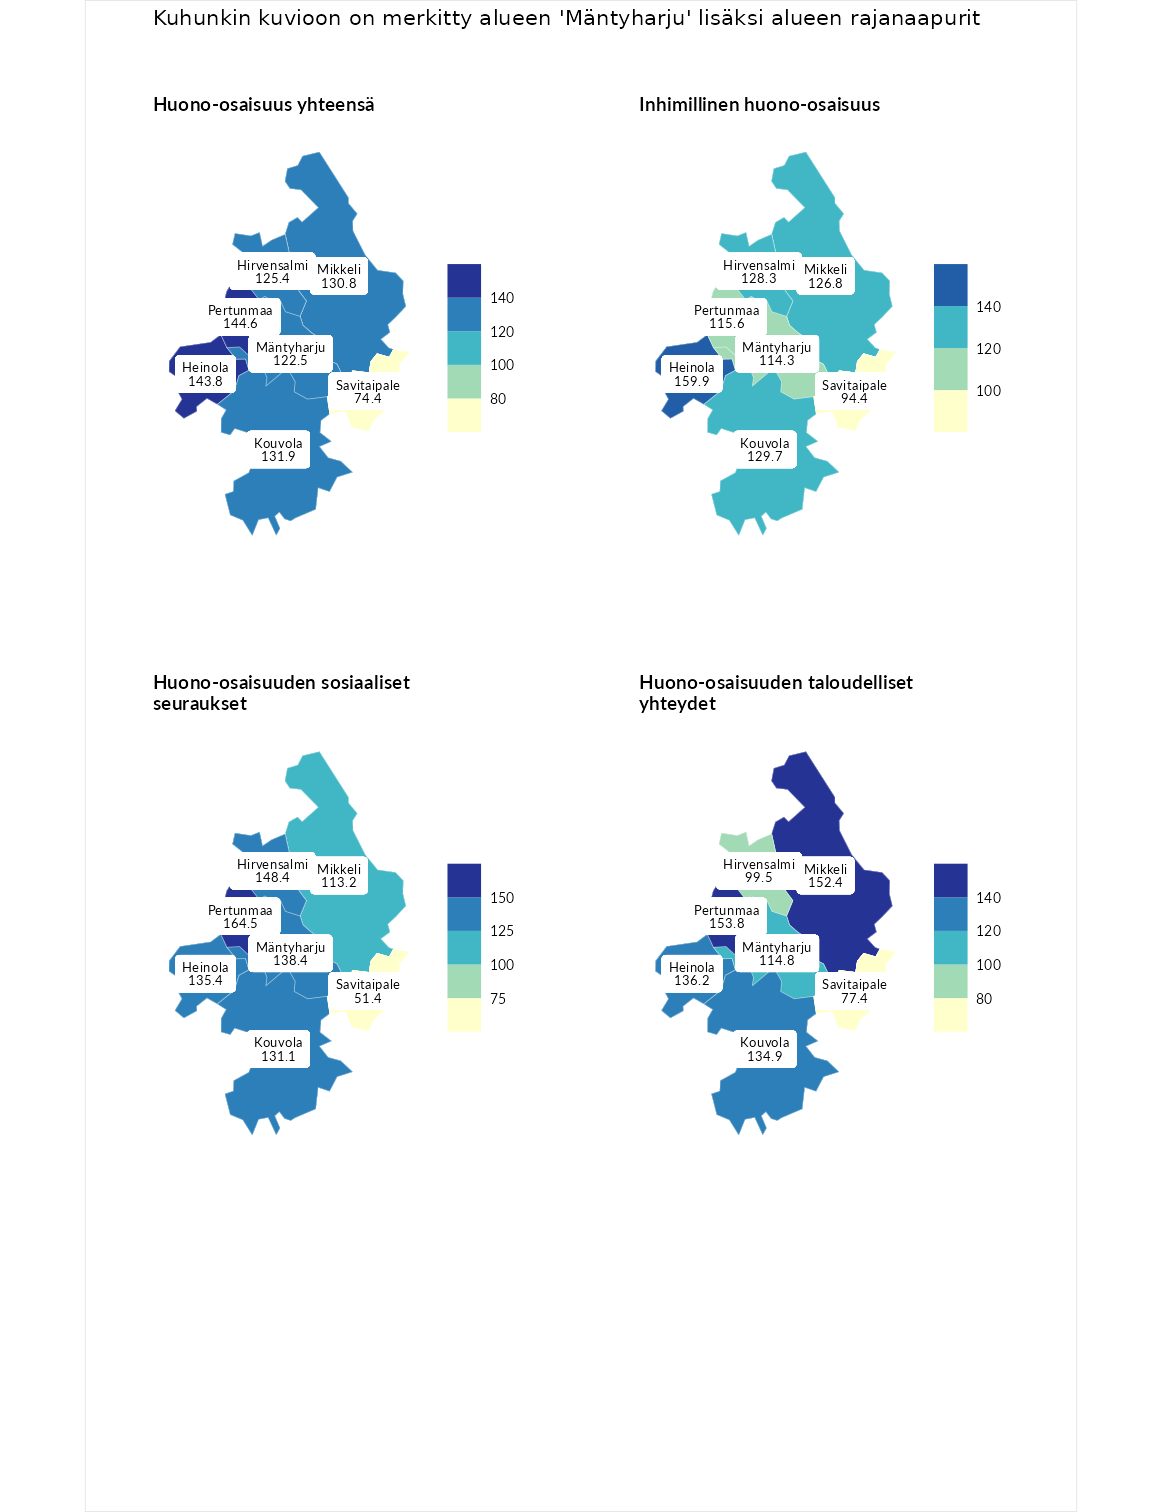 Kuhunkin kuvioon on merkitty alueen 'Mäntyharju' lisäksi alueen rajanaapurit
Huono-osaisuus yhteensä
Hirvensalmi
125.4
Mikkeli
130.8
Pertunmaa
144.6
Mäntyharju
122.5
Heinola
143.8
Savitaipale
74.4
Kouvola
131.9
140
120
100
80
Inhimillinen huono-osaisuus
Hirvensalmi
128.3
Mikkeli
126.8
Pertunmaa
115.6
Mäntyharju
114.3
Heinola
159.9
Savitaipale
94.4
Kouvola
129.7
140
120
100
Huono-osaisuuden sosiaaliset
seuraukset
Hirvensalmi
148.4
Mikkeli
113.2
Pertunmaa
164.5
Mäntyharju
138.4
Heinola
135.4
Savitaipale
51.4
Kouvola
131.1
150
125
100
75
Huono-osaisuuden taloudelliset
yhteydet
Hirvensalmi
99.5
Mikkeli
152.4
Pertunmaa
153.8
Mäntyharju
114.8
Heinola
136.2
Savitaipale
77.4
Kouvola
134.9
140
120
100
80